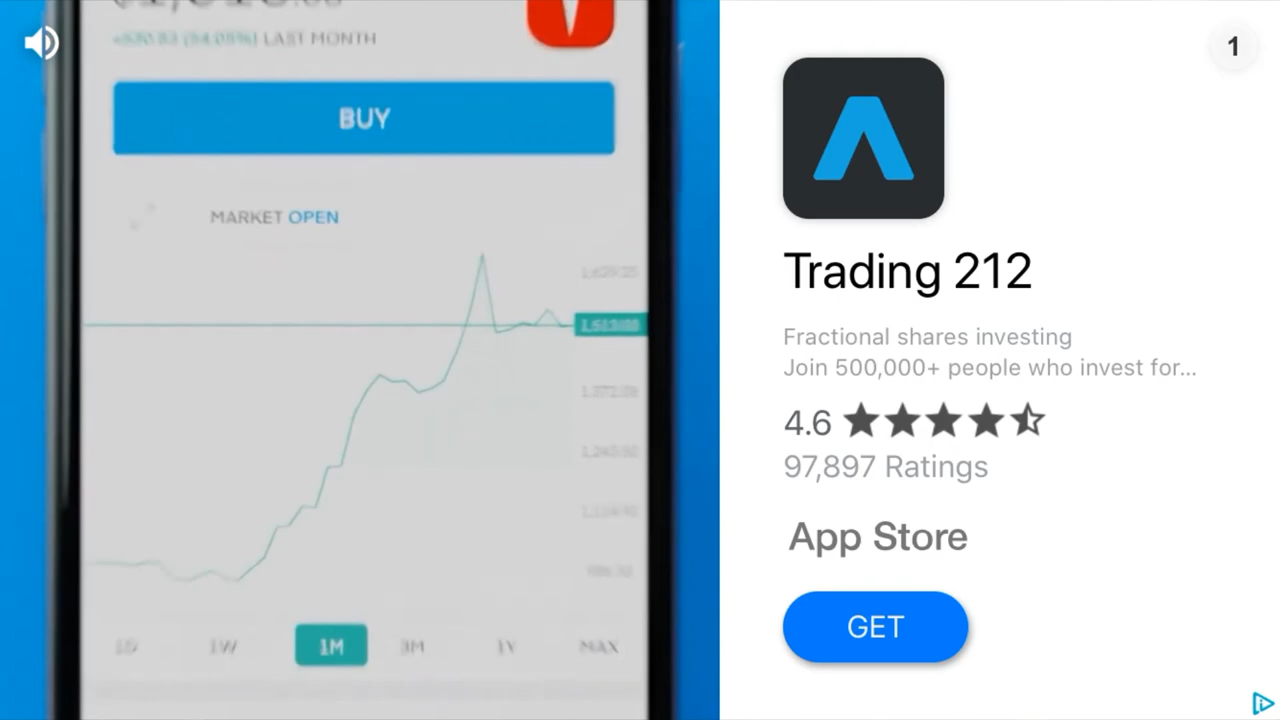 LAST MONTH
BUY
MARKET OPEN
1D
1W
1M
3M
1Y
MAX
1
Trading 212
Fractional shares investing
Join 500,000+ people who invest for...
4.6
97,897 Ratings
App Store
GET